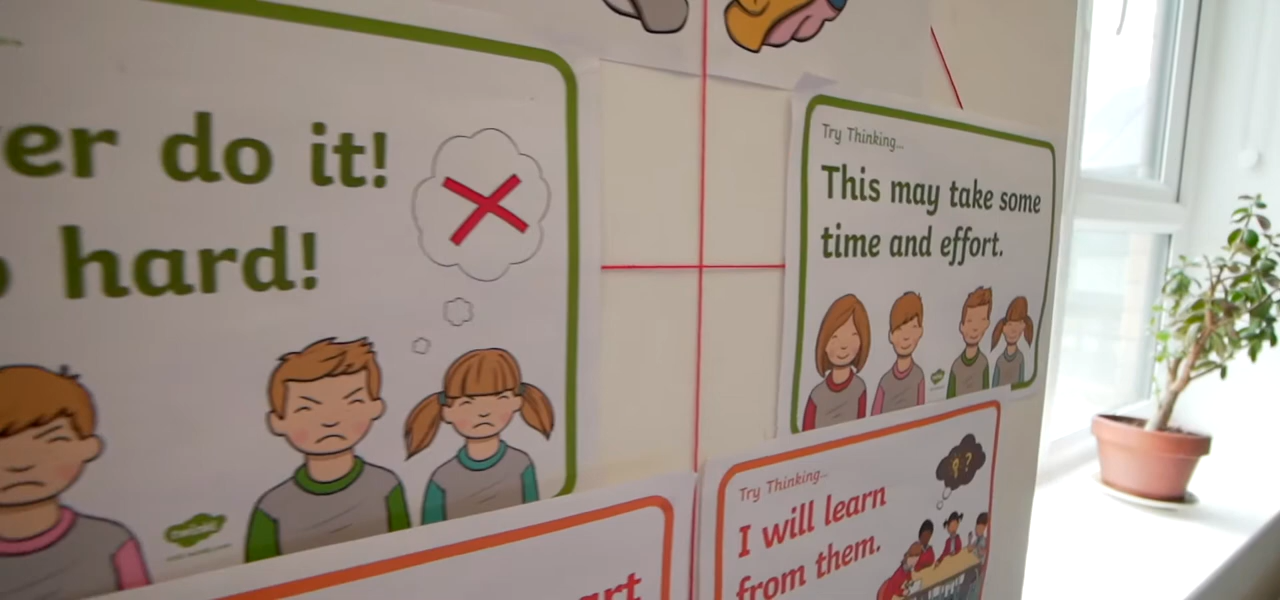 er do it!
hard!
Try Thinking...
This may take some
time and effort.
Try Thinking...
I will learn
from them.
art